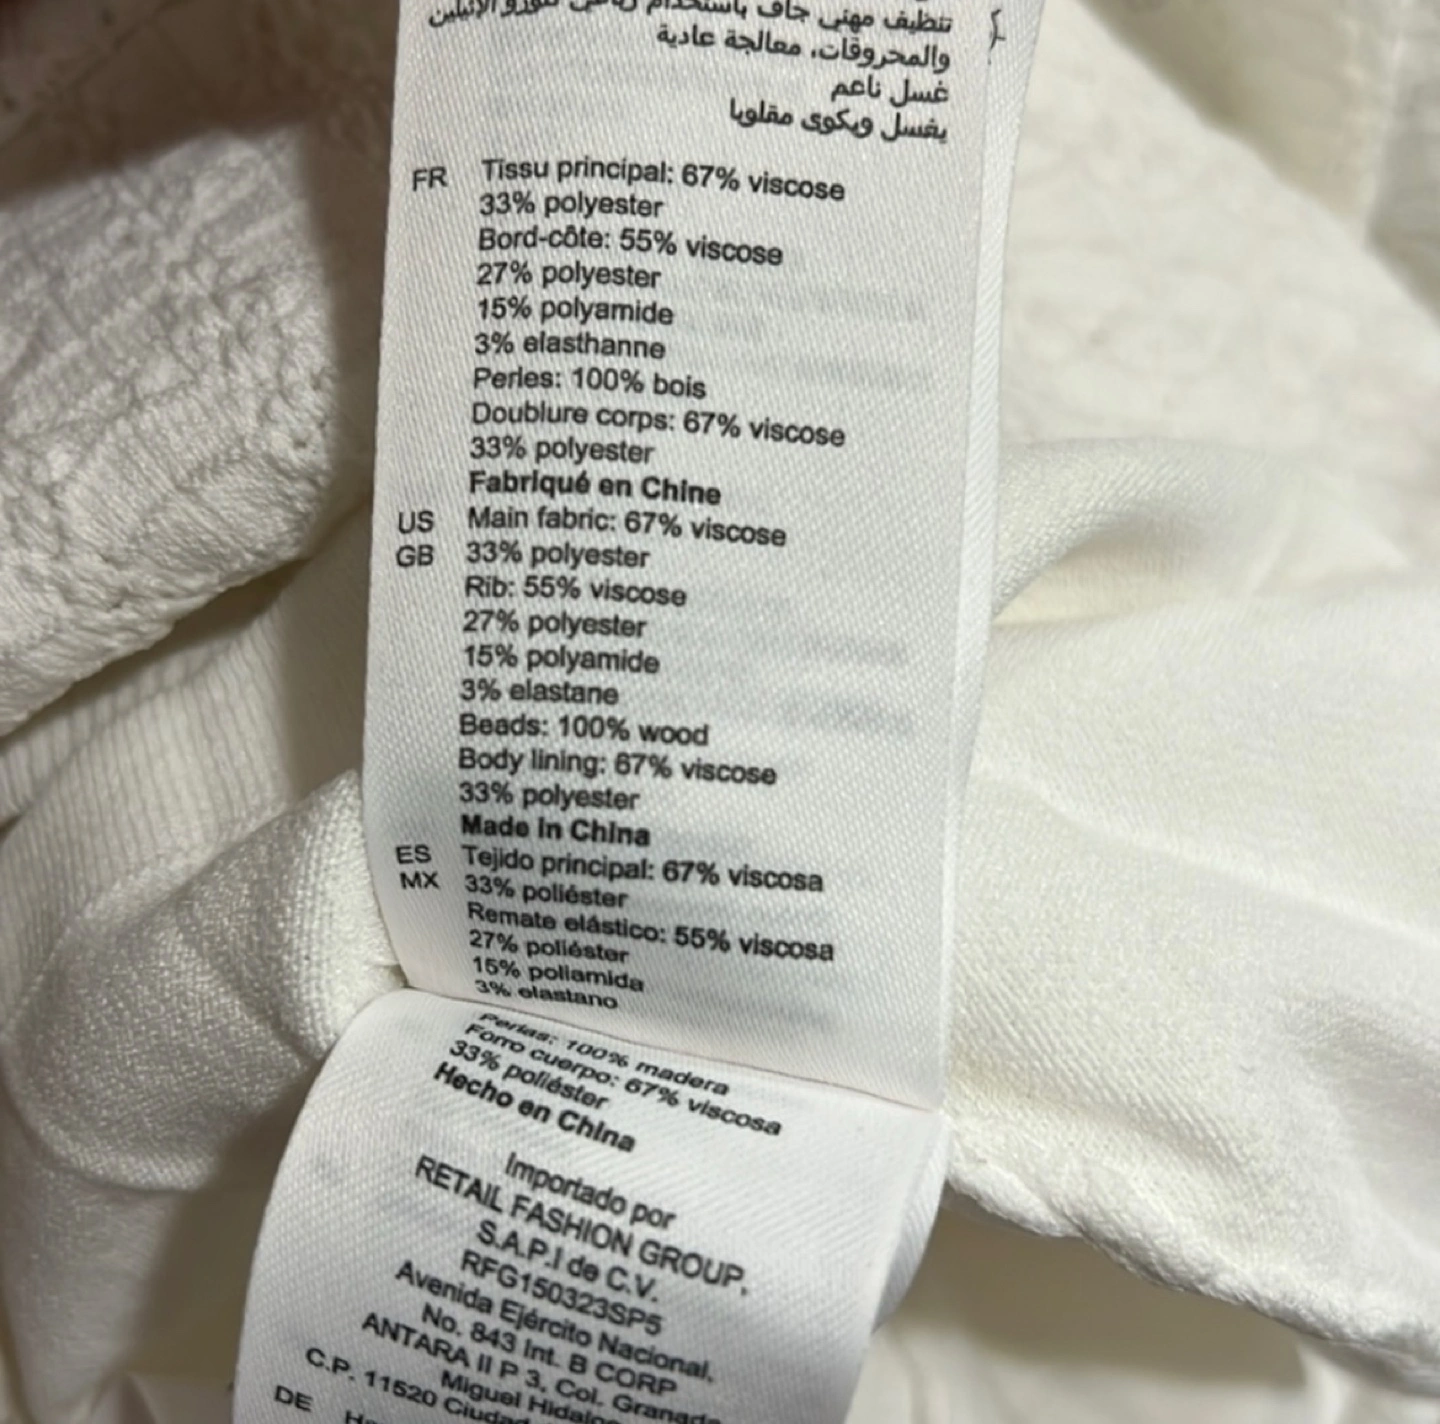 تنظيف مهني جاف باستخدام
والمحروقات، معالجة عادية
غسل ناعم
يغسل ويكوى مقلوبا
FR Tissu principal: 67% viscose
33% polyester
Bord-côte: 55% viscose
27% polyester
15% polyamide
3% elasthanne
Perles: 100% bois
Doublure corps: 67% viscose
33% polyester
Fabriqué en Chine
US Main fabric: 67% viscose
GB 33% polyester
Rib: 55% viscose
27% polyester
15% polyamide
3% elastane
Beads: 100% wood
Body lining: 67% viscose
33% polyester
Made in China
ES Tejido principal: 67% viscosa
MX 33% poliéster
Remate elástico: 55% viscosa
27% poliéster
15% poliamida
3% elastano
Perlas: 100% madera
Forro cuerpo: 67% viscosa
33% poliéster
Hecho en China
Importado por
RETAIL FASHION GROUP,
S.A.P.I de C.V.
RFG150323SP5
Avenida Ejército Nacional,
No. 843 Int. B CORP
ANTARA II P 3, Col. Granada
Miguel
C.P. 11520
DE